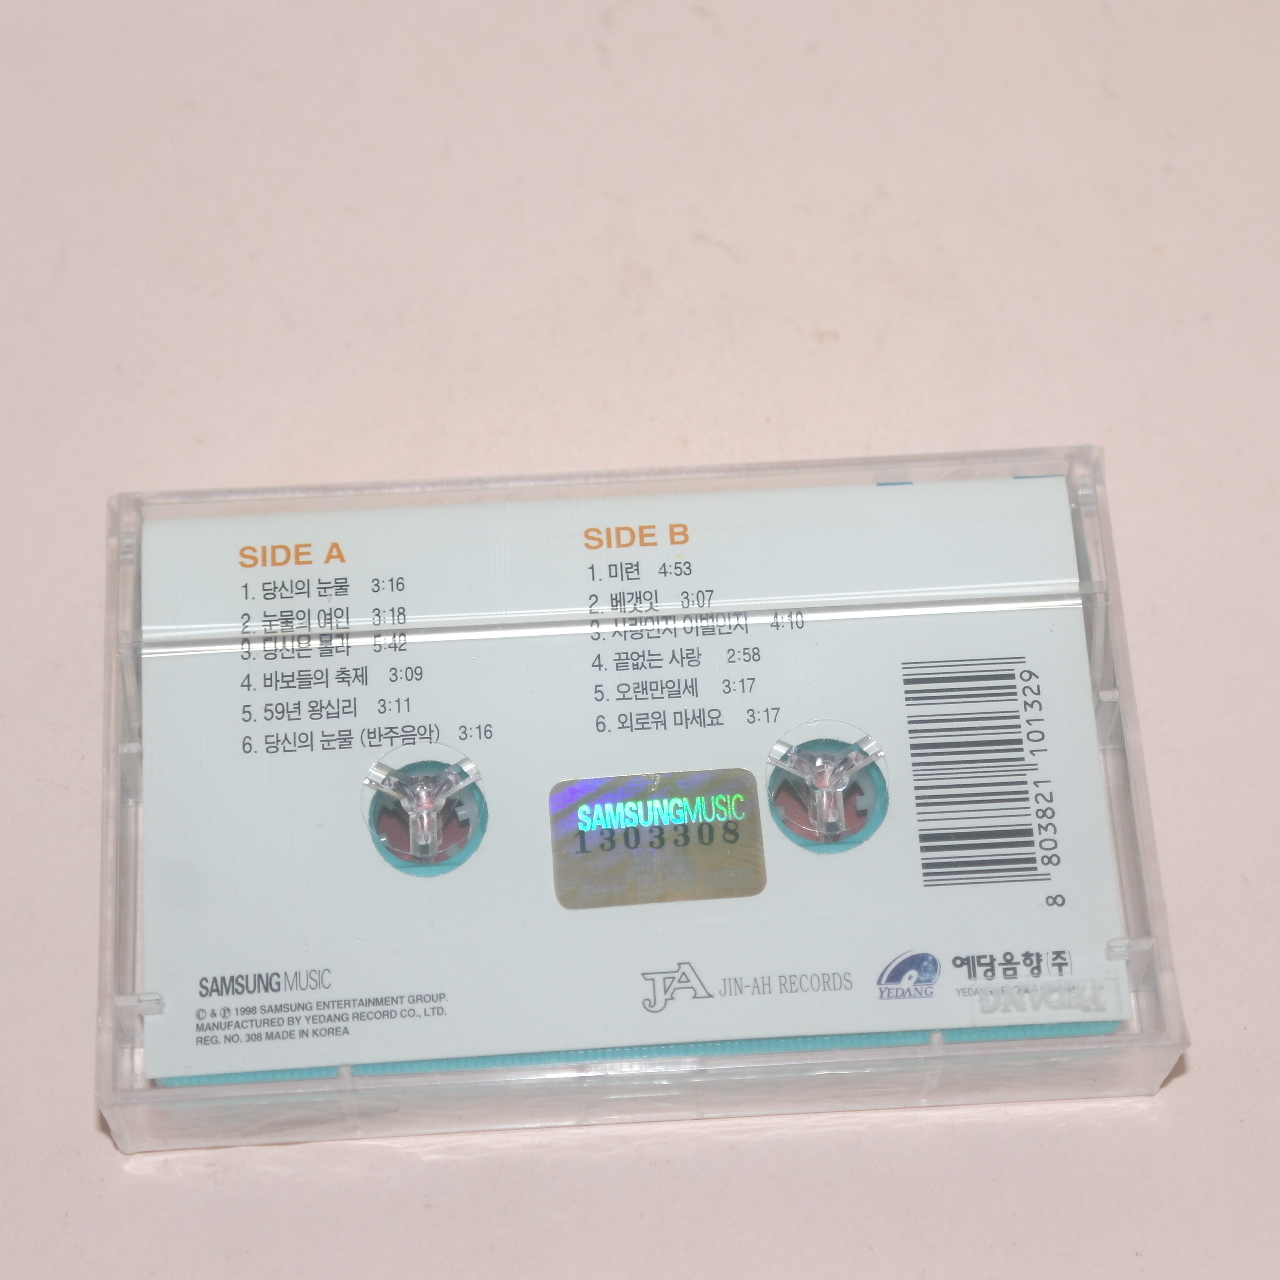 SIDE A
1. 당신의 눈물 3:16
2. 눈물의 여인 3:18
3. 당신은 몰라 5:42
4. 바보들의 축제 3:09
5. 59년 왕십리 3:11
6. 당신의 눈물 (반주음악) 3:16
SIDE B
1. 미련 4:53
2. 베갯잇 3:07
3. 사랑인지 이별인지 4:10
4. 끝없는 사랑 2:58
5. 오랜만일세 3:17
6. 외로워 마세요 3:17
SAMSUNG MUSIC
1303308
8 803821 101329
SAMSUNG MUSIC
© & ℗ 1998 SAMSUNG ENTERTAINMENT GROUP.
MANUFACTURED BY YEDANG RECORD CO., LTD.
REG. NO. 308 MADE IN KOREA
JA JIN-AH RECORDS
YEDANG
예당음향(주)
YEDANG